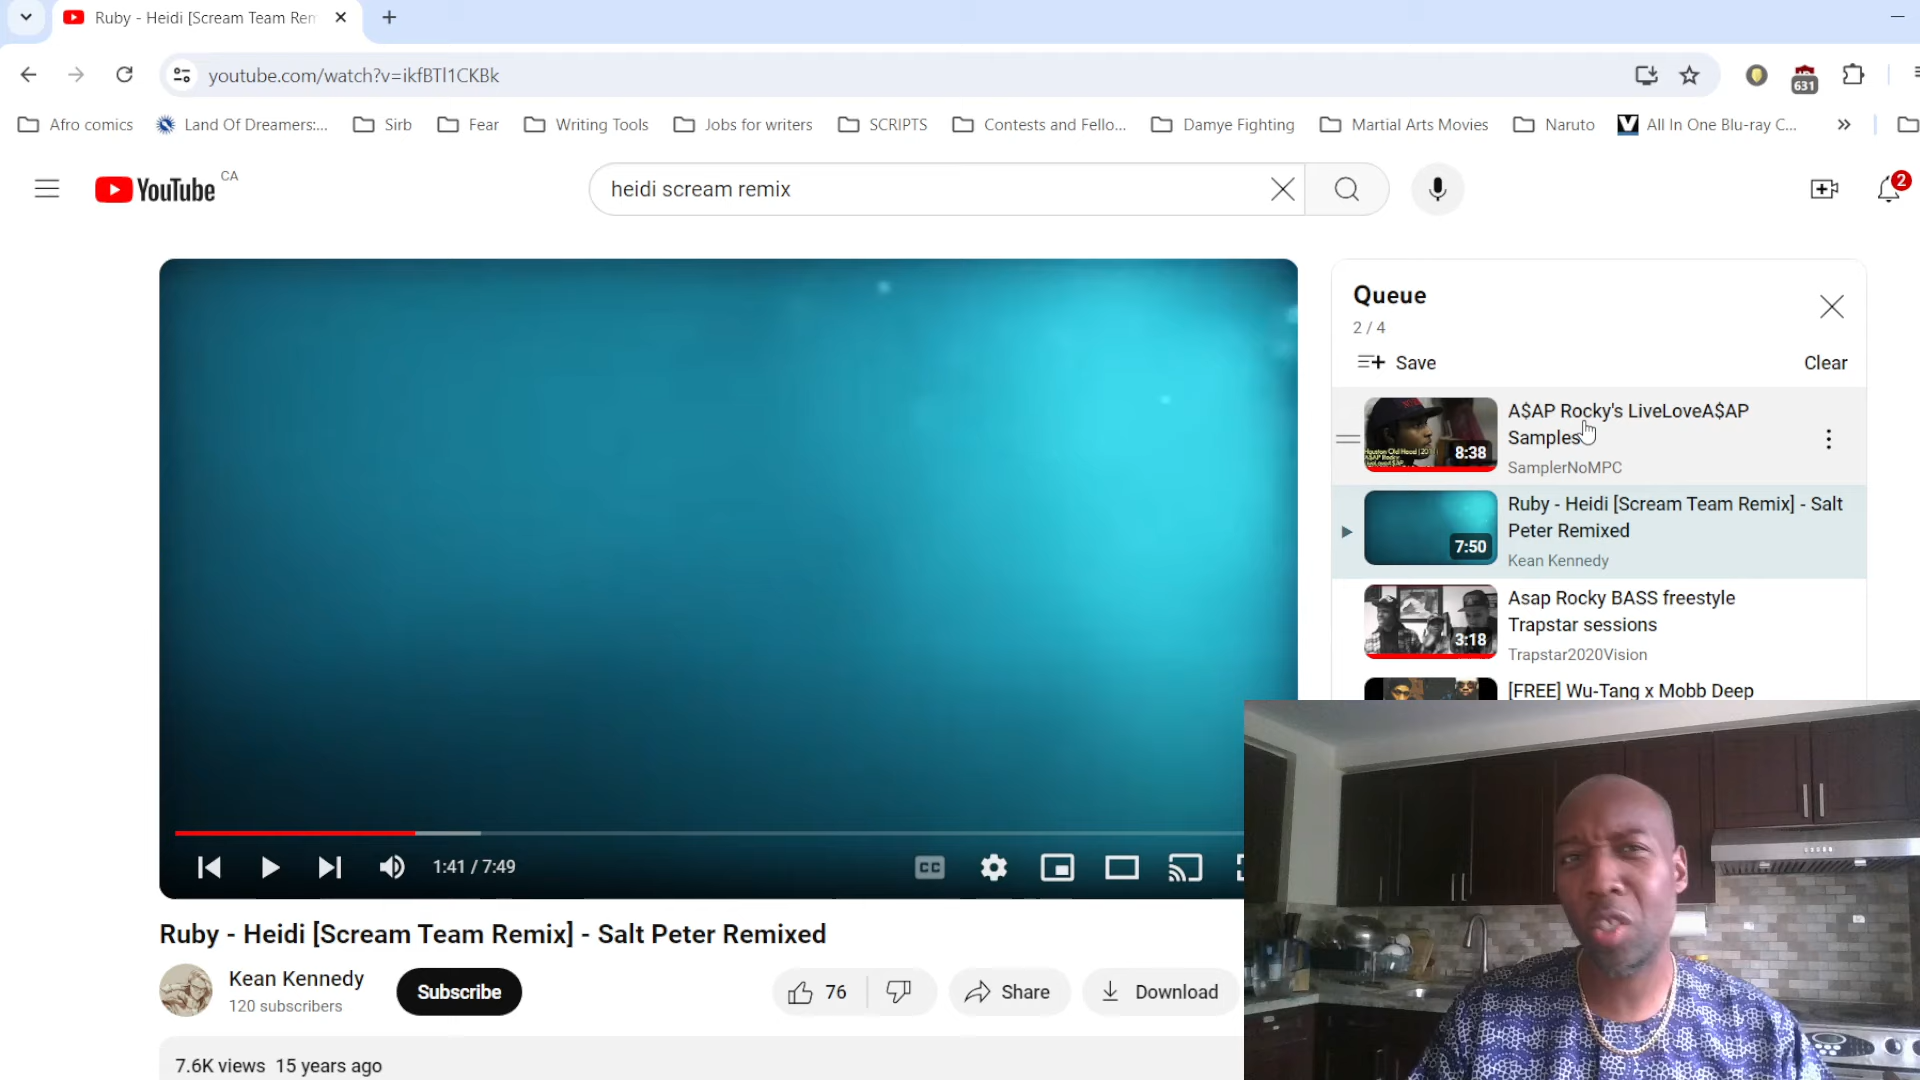 Ruby - Heidi [Scream Team Rem
youtube.com/watch?v=ikfBTl1CKBk
631
Afro comics
Land Of Dreamers:...
Sirb
Fear
Writing Tools
Jobs for writers
SCRIPTS
Contests and Fello...
Damye Fighting
Martial Arts Movies
Naruto
All In One Blu-ray C...
YouTube CA
heidi scream remix
2
Queue
2 / 4
Save
Clear
A$AP Rocky's LiveLoveA$AP
Samples
SamplerNoMPC
8:38
Ruby - Heidi [Scream Team Remix] - Salt
Peter Remixed
Kean Kennedy
7:50
Asap Rocky BASS freestyle
Trapstar sessions
Trapstar2020Vision
3:18
[FREE] Wu-Tang x Mobb Deep
1:41 / 7:49
CC
Ruby - Heidi [Scream Team Remix] - Salt Peter Remixed
Kean Kennedy
120 subscribers
Subscribe
76
Share
Download
7.6K views 15 years ago